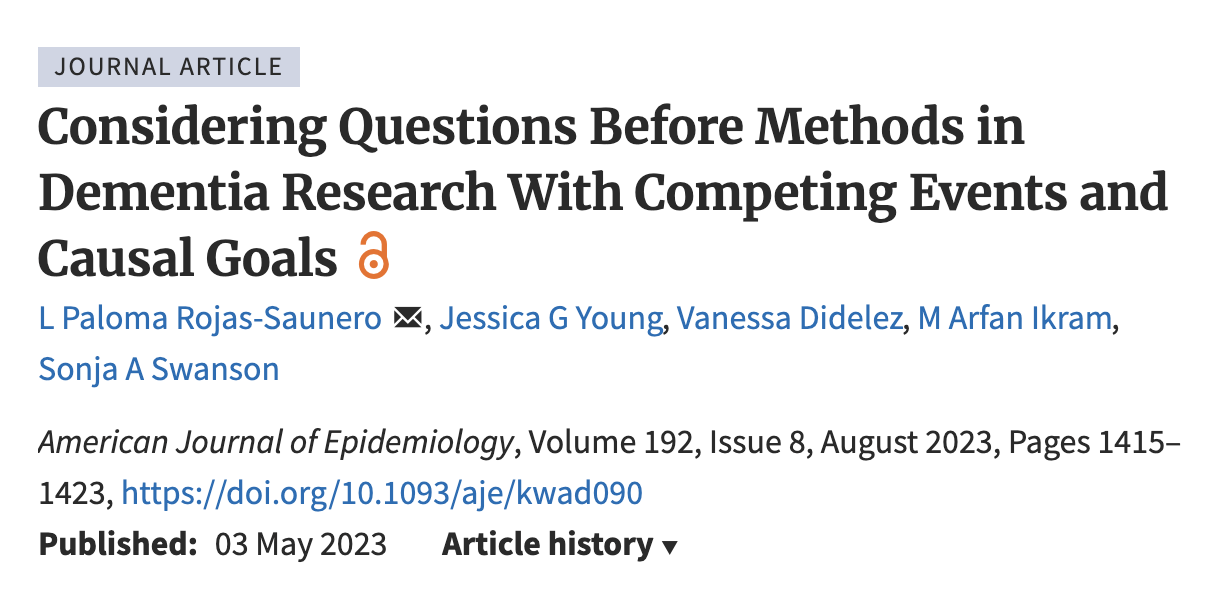 JOURNAL ARTICLE
Considering Questions Before Methods in
Dementia Research With Competing Events and
Causal Goals
L Paloma Rojas-Saunero , Jessica G Young, Vanessa Didelez, M Arfan Ikram,
Sonja A Swanson
American Journal of Epidemiology, Volume 192, Issue 8, August 2023, Pages 1415–
1423, https://doi.org/10.1093/aje/kwad090
Published: 03 May 2023 Article history ▼